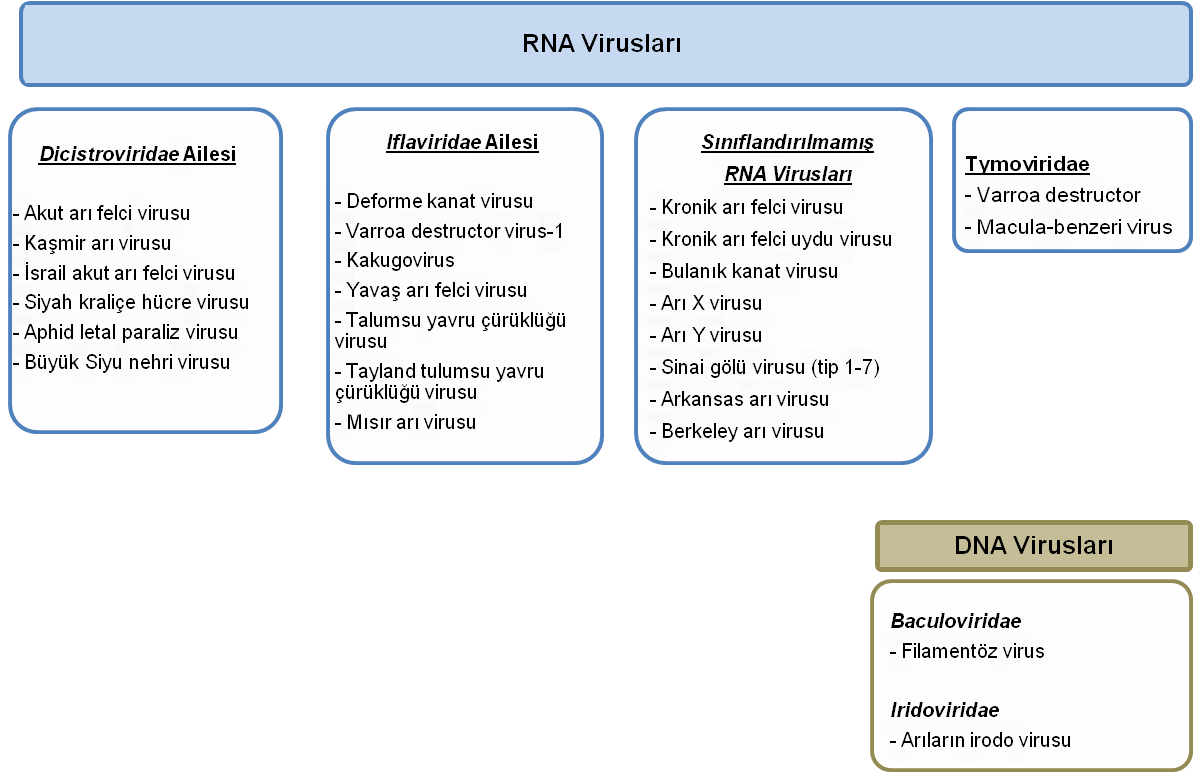 RNA Virusları
Dicistroviridae Ailesi
- Akut arı felci virusu
- Kaşmir arı virusu
- İsrail akut arı felci virusu
- Siyah kraliçe hücre virusu
- Aphid letal paraliz virusu
- Büyük Siyu nehri virusu
Iflaviridae Ailesi
- Deforme kanat virusu
- Varroa destructor virus-1
- Kakugovirus
- Yavaş arı felci virusu
- Talumsu yavru çürüklüğü
virusu
- Tayland tulumsu yavru
çürüklüğü virusu
- Mısır arı virusu
Sınıflandırılmamış
RNA Virusları
- Kronik arı felci virusu
- Kronik arı felci uydu virusu
- Bulanık kanat virusu
- Arı X virusu
- Arı Y virusu
- Sinai gölü virusu (tip 1-7)
- Arkansas arı virusu
- Berkeley arı virusu
Tymoviridae
- Varroa destructor
- Macula-benzeri virus
DNA Virusları
Baculoviridae
- Filamentöz virus
Iridoviridae
- Arıların irodo virusu